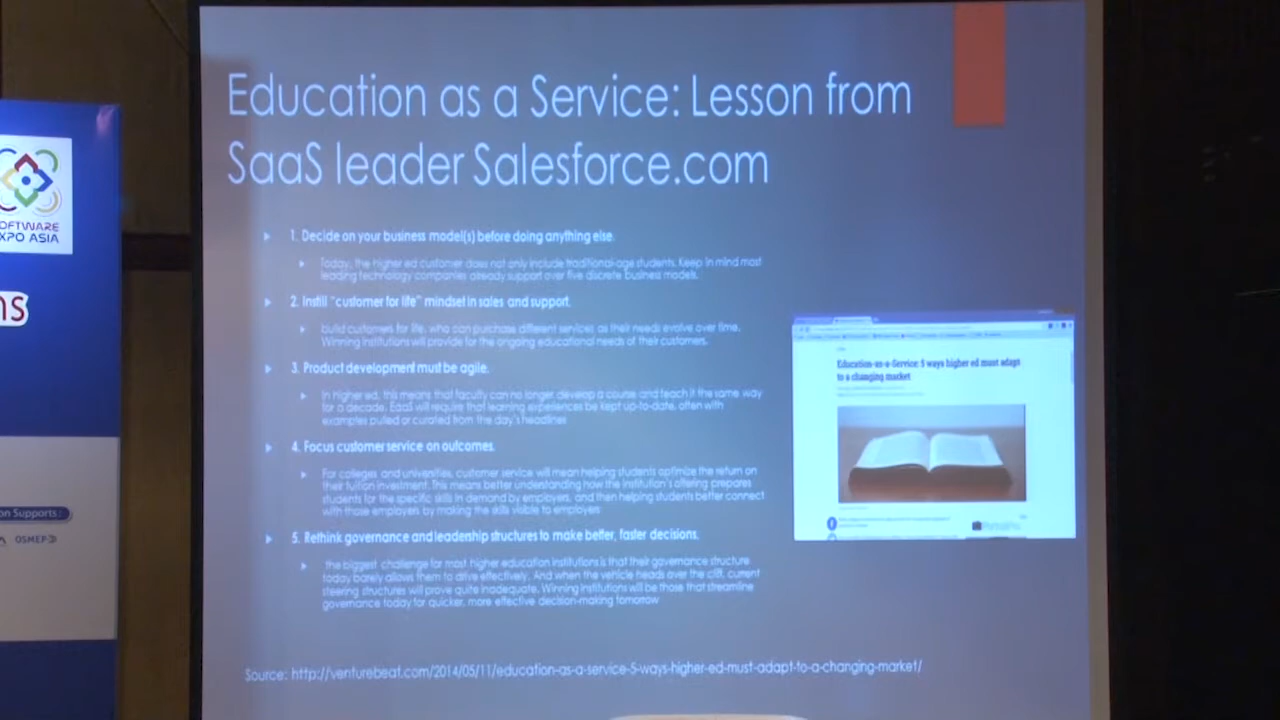 Education as a Service: Lesson from
SaaS leader Salesforce.com
1. Decide on your business model(s) before doing anything else.
Today, the higher ed customer does not only include traditional-age students. Keep in mind most
leading technology companies already support over five discrete business models.
2. Instill "customer for life" mindset in sales and support.
build customers for life, who can purchase different services as their needs evolve over time.
Winning institutions will provide for the ongoing educational needs of their customers.
3. Product development must be agile.
In higher ed, this means that faculty can no longer develop a course and teach it the same way
for a decade. EaaS will require that learning experiences be kept up-to-date, often with
examples pulled or curated from the day's headlines
4. Focus customer service on outcomes.
For colleges and universities, customer service will mean helping students optimize the return on
their tuition investment. This means better understanding how the institution's offering prepares
students for the specific skills in demand by employers, and then helping students better connect
with those employers by making the skills visible to employers
5. Rethink governance and leadership structures to make better, faster decisions.
the biggest challenge for most higher education institutions is that their governance structure
today barely allows them to drive effectively. And when the vehicle heads over the cliff, current
steering structures will prove quite inadequate. Winning institutions will be those that streamline
governance today for quicker, more effective decision-making tomorrow
Source: http://venturebeat.com/2014/05/11/education-as-a-service-5-ways-higher-ed-must-adapt-to-a-changing-market/
Education-as-a-Service: 5 ways higher ed must adapt
to a changing market
OFTWARE
XPO ASIA
ns
on Supports:
OSMEP